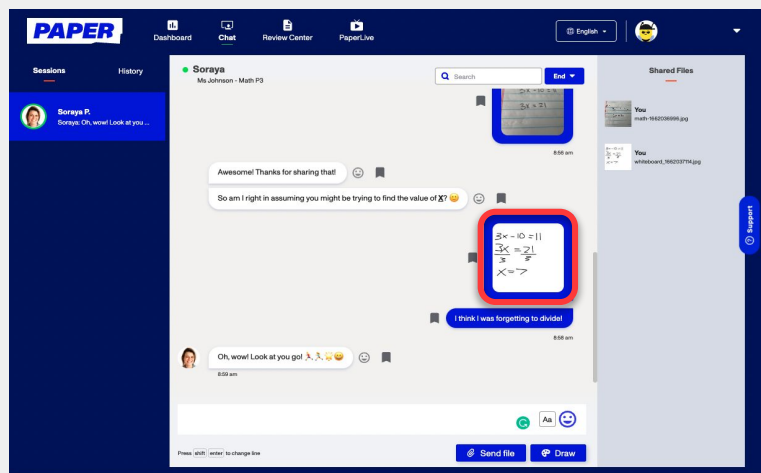 PAPER
Dashboard
Chat
Review Center
PaperLive
English
Sessions
History
Soraya P.
Soraya: Oh, wow! Look at you ...
Soraya
Ms Johnson - Math P3
Search
End
3x = 21
8:56 am
Awesome! Thanks for sharing that!
So am I right in assuming you might be trying to find the value of X? 😀
3x - 10 = 11
3x = 21
3 3
x = 7
I think I was forgetting to divide!
8:58 am
Oh, wow! Look at you go!
8:59 am
Aa
Press shift enter to change line
Send file
Draw
Shared Files
You
math-1662036996.jpg
You
whiteboard_1662037114.jpg
Support